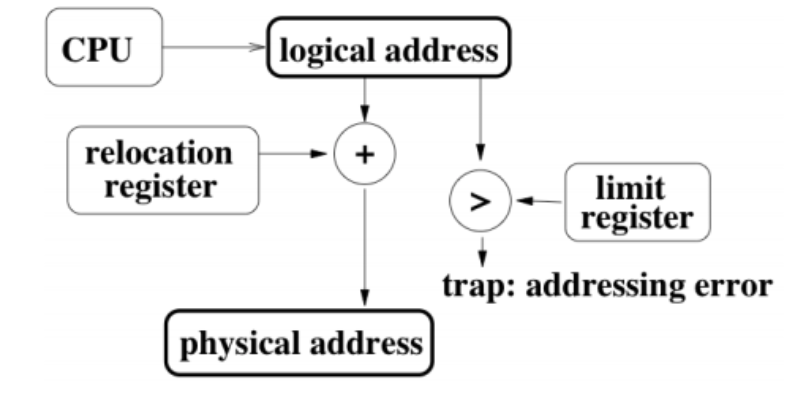 CPU
logical address
relocation
register
+
>
limit
register
trap: addressing error
physical address